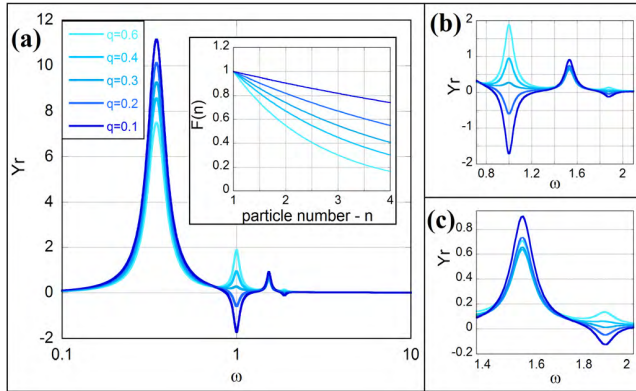 (a)
q=0.6
q=0.4
q=0.3
q=0.2
q=0.1
12
10
8
6
4
2
0
-2
Yr
0.1
1
10
ω
1.2
1
0.8
0.6
0.4
0.2
0
F(n)
1
2
3
4
particle number - n
(b)
2
1
0
-1
-2
Yr
0.8
1.2
1.6
2
ω
(c)
0.8
0.6
0.4
0.2
0
-0.2
Yr
1.4
1.6
1.8
2
ω